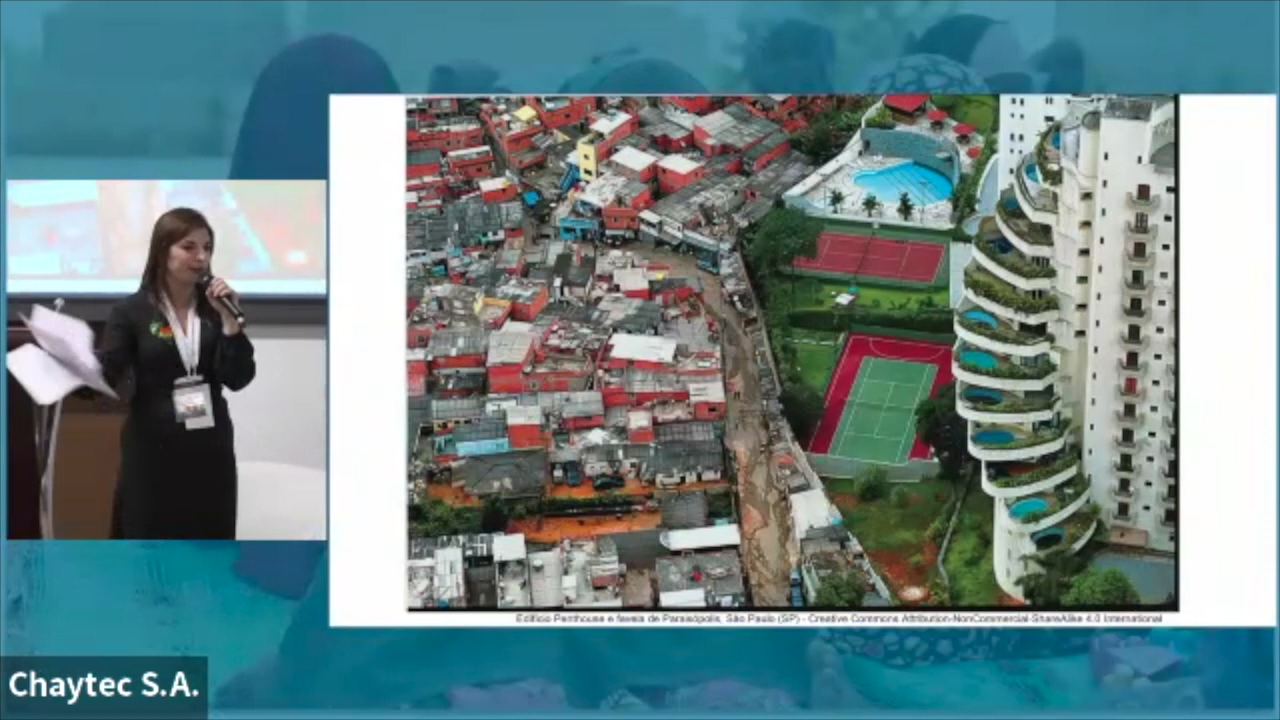 Edifício Penthouse e favela de Paraisópolis, São Paulo (SP) - Creative Commons Attribution-NonCommercial-ShareAlike 4.0 International
Chaytec S.A.